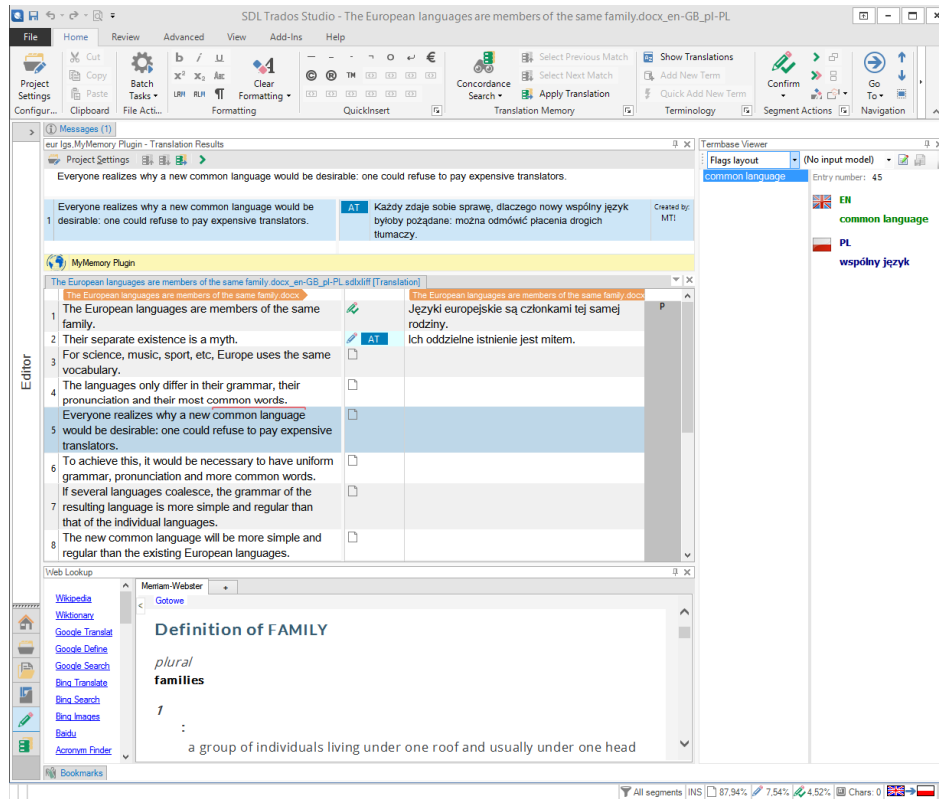 SDL Trados Studio - The European languages are members of the same family.docx_en-GB_pl-PL
File Home Review Advanced View Add-Ins Help
Project Settings
Configur...
Cut
Copy
Paste
Clipboard
Batch Tasks
File Acti...
b i u
x² x₂ ABC
LRM RLM ¶
Clear Formatting
Formatting
© ® TM
€
QuickInsert
Concordance Search
Select Previous Match
Select Next Match
Apply Translation
Translation Memory
Show Translations
Add New Term
Quick Add New Term
Terminology
Confirm
Segment Actions
Go To
Navigation
Messages (1)
eur lgs.MyMemory Plugin - Translation Results
Project Settings
Everyone realizes why a new common language would be desirable: one could refuse to pay expensive translators.
1 Everyone realizes why a new common language would be
desirable: one could refuse to pay expensive translators.
AT
Każdy zdaje sobie sprawę, dlaczego nowy wspólny język
byłoby pożądane: można odmówić płacenia drogich
tłumaczy.
Created by:
MT!
MyMemory Plugin
Termbase Viewer
Flags layout
(No input model)
common language
Entry number: 45
EN
common language
PL
wspólny język
The European languages are members of the same family.docx_en-GB_pl-PL.sdlxliff [Translation]
The European languages are members of the same family.docx
The European languages are members of the same family.docx
1 The European languages are members of the same
family.
Języki europejskie są członkami tej samej
rodziny.
P
2 Their separate existence is a myth.
AT
Ich oddzielne istnienie jest mitem.
3 For science, music, sport, etc, Europe uses the same
vocabulary.
4 The languages only differ in their grammar, their
pronunciation and their most common words.
5 Everyone realizes why a new common language
would be desirable: one could refuse to pay expensive
translators.
6 To achieve this, it would be necessary to have uniform
grammar, pronunciation and more common words.
7 If several languages coalesce, the grammar of the
resulting language is more simple and regular than
that of the individual languages.
8 The new common language will be more simple and
regular than the existing European languages.
Editor
Web Lookup
Wikipedia
Wiktionary
Google Translat
Google Define
Google Search
Bing Translate
Bing Search
Bing Images
Baidu
Acronym Finder
Merriam-Webster +
Gotowe
Definition of FAMILY
plural
families
1
:
a group of individuals living under one roof and usually under one head
Bookmarks
All segments INS 87,94% 7,54% 4,52% Chars: 0